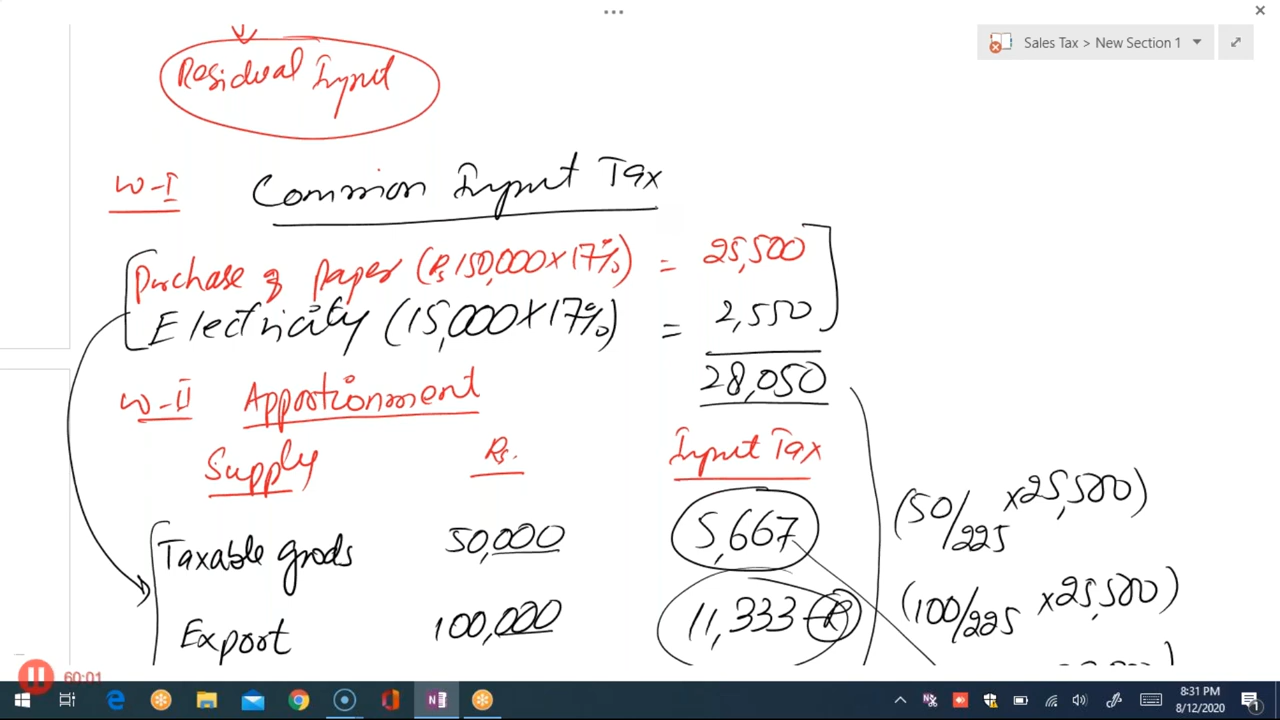 Sales Tax > New Section 1
Residual Input
W-I Common Input Tax
Purchase of paper (Rs 150,000 x 17%) = 25,500
Electricity (15,000 x 17%) = 2,550
28,050
W-II Apportionment
Supply Rs. Input Tax
Taxable goods 50,000 5,667 (50/225 x 25,500)
Export 100,000 11,333 (100/225 x 25,500)
60:01
8:31 PM
8/12/2020